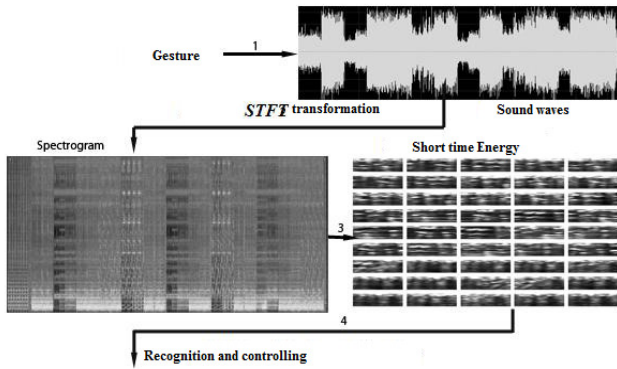 Gesture
1
STFT transformation
Sound waves
Spectrogram
Short time Energy
3
4
Recognition and controlling